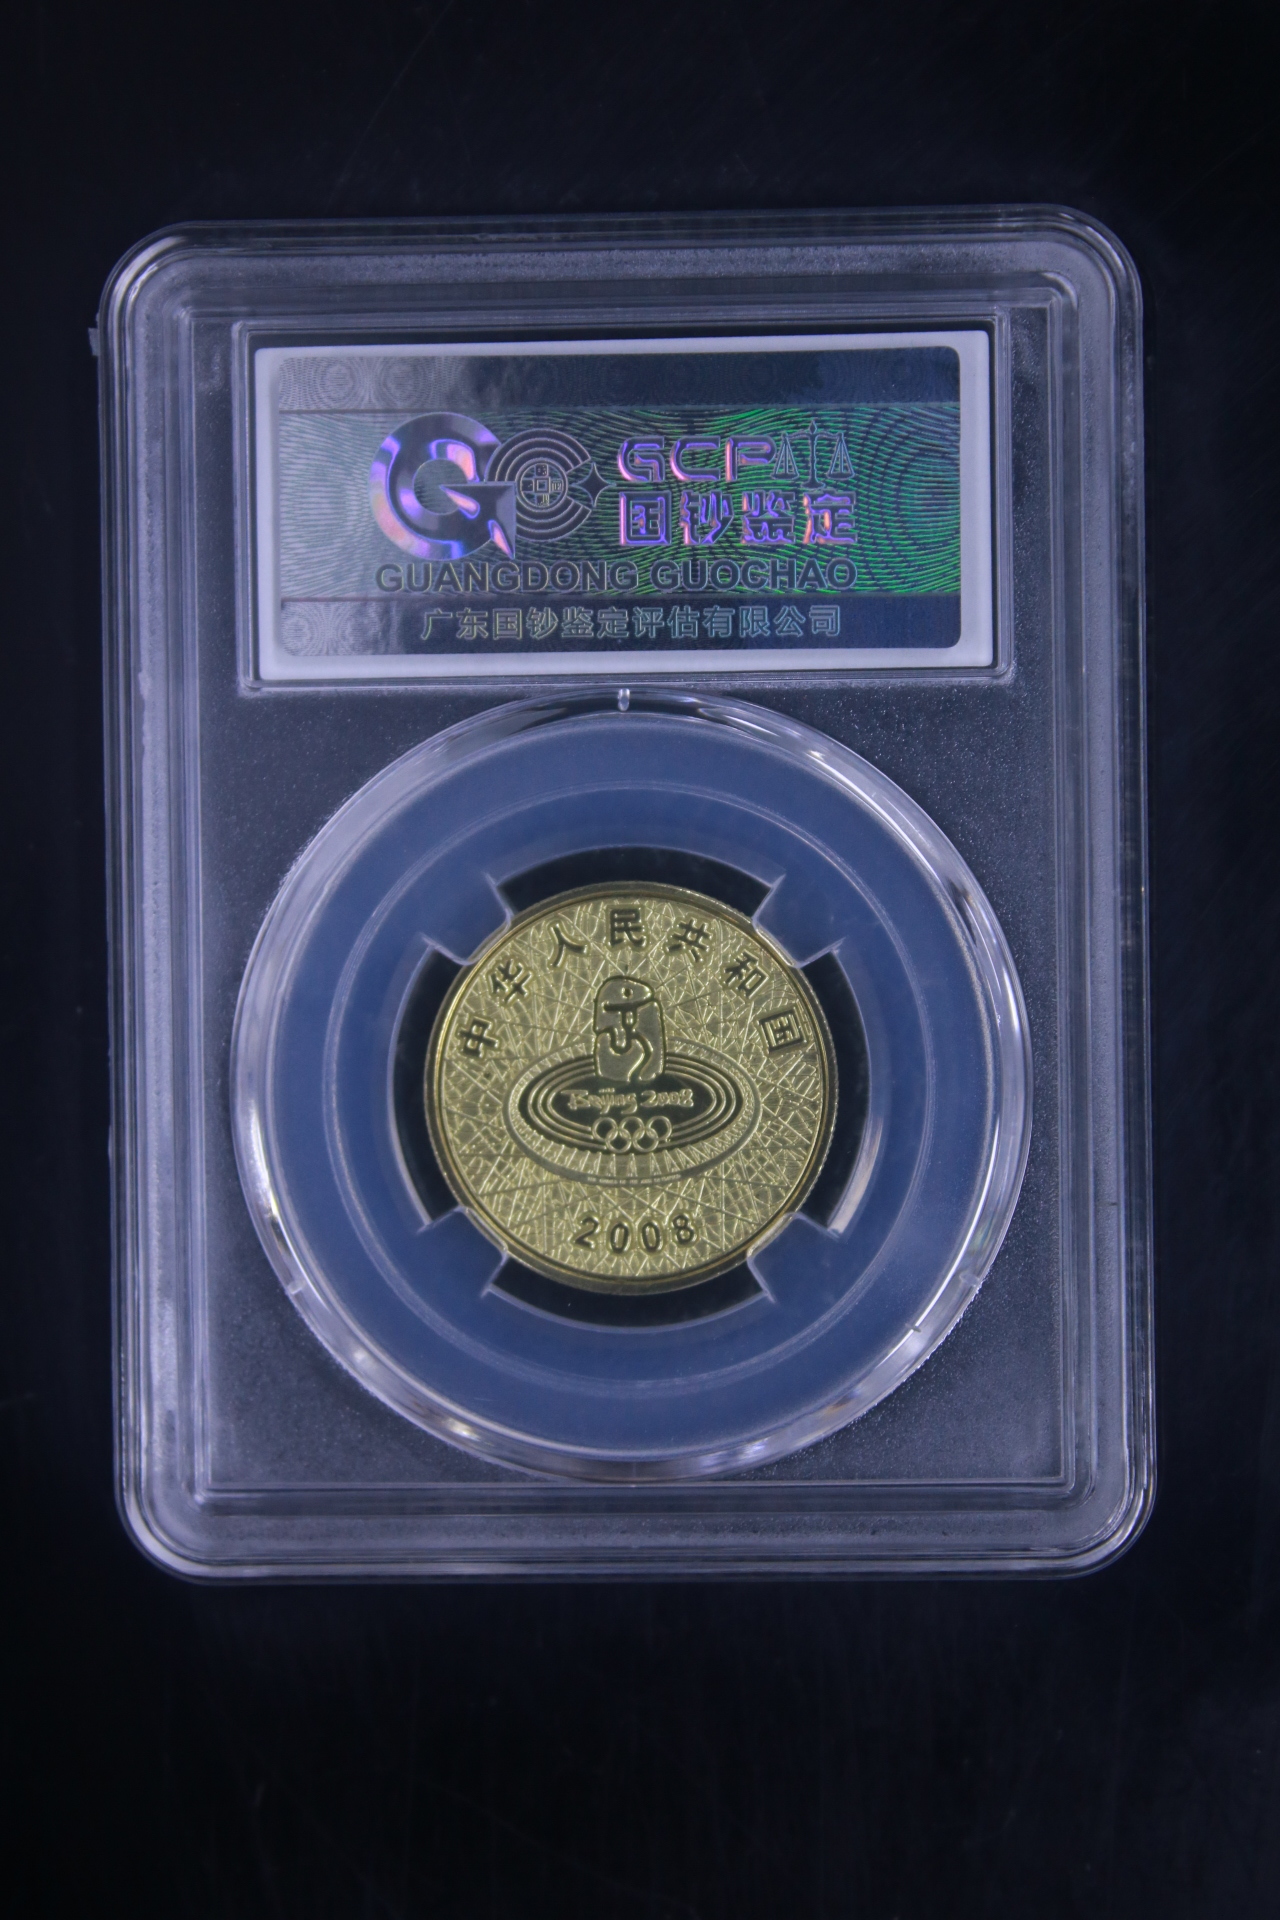 GCP
国钞鉴定
GUANGDONG GUOCHAO
广东国钞鉴定评估有限公司
中华人民共和国
Beijing 2008
2008